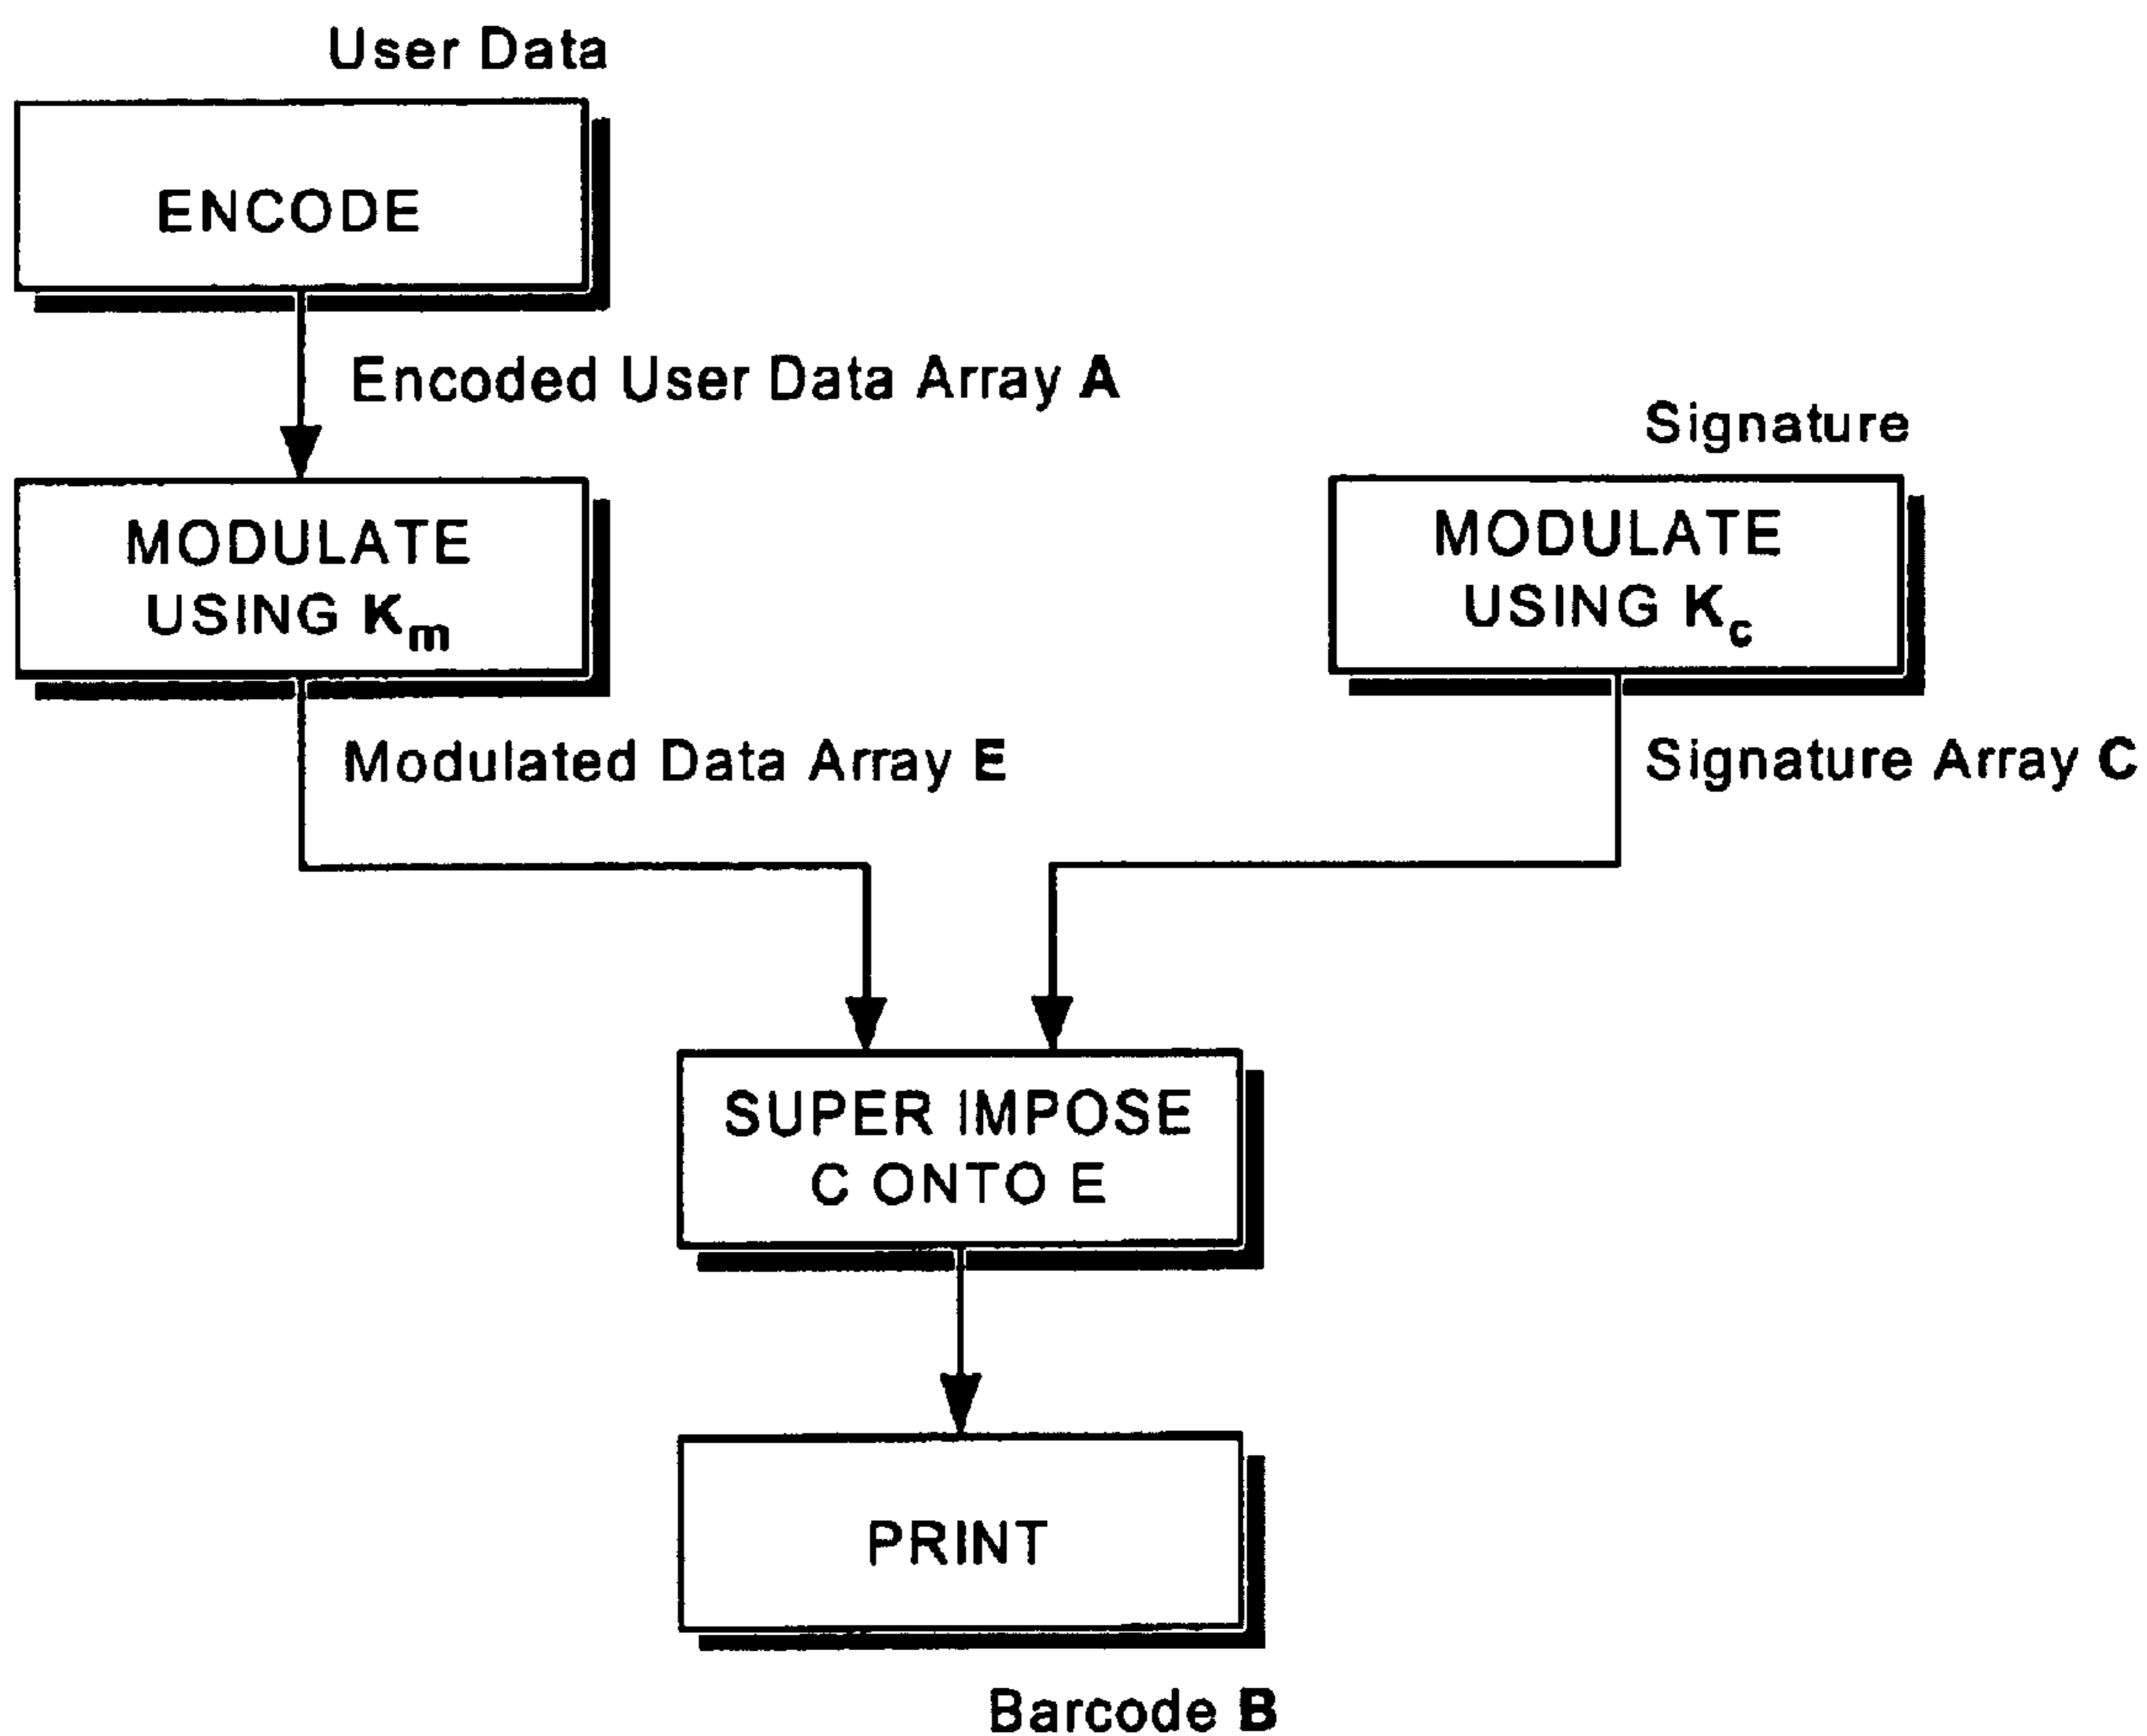 User Data
ENCODE
Encoded User Data Array A
Signature
MODULATE
USING Km
MODULATE
USING Kc
Modulated Data Array E
Signature Array C
SUPER IMPOSE
C ONTO E
PRINT
Barcode B